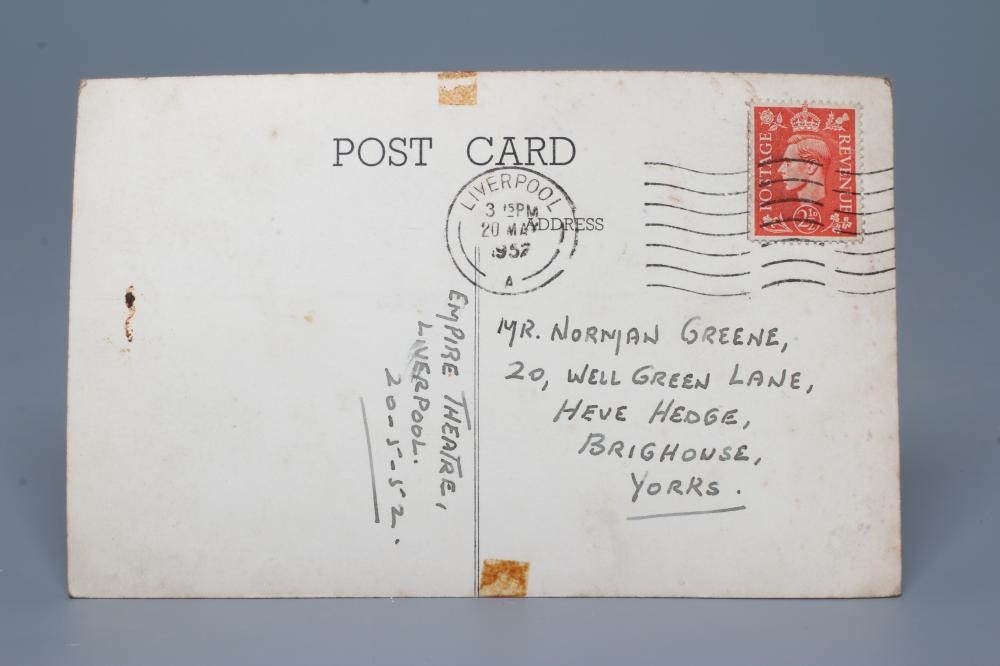 POST CARD
POSTAGE
REVENUE
2½D
LIVERPOOL
3 15PM
20 MAY
1952
A
ADDRESS
EMPIRE THEATRE,
LIVERPOOL.
20-5-52.
MR. NORMAN GREENE,
20, WELL GREEN LANE,
HEVE HEDGE,
BRIGHOUSE,
YORKS.